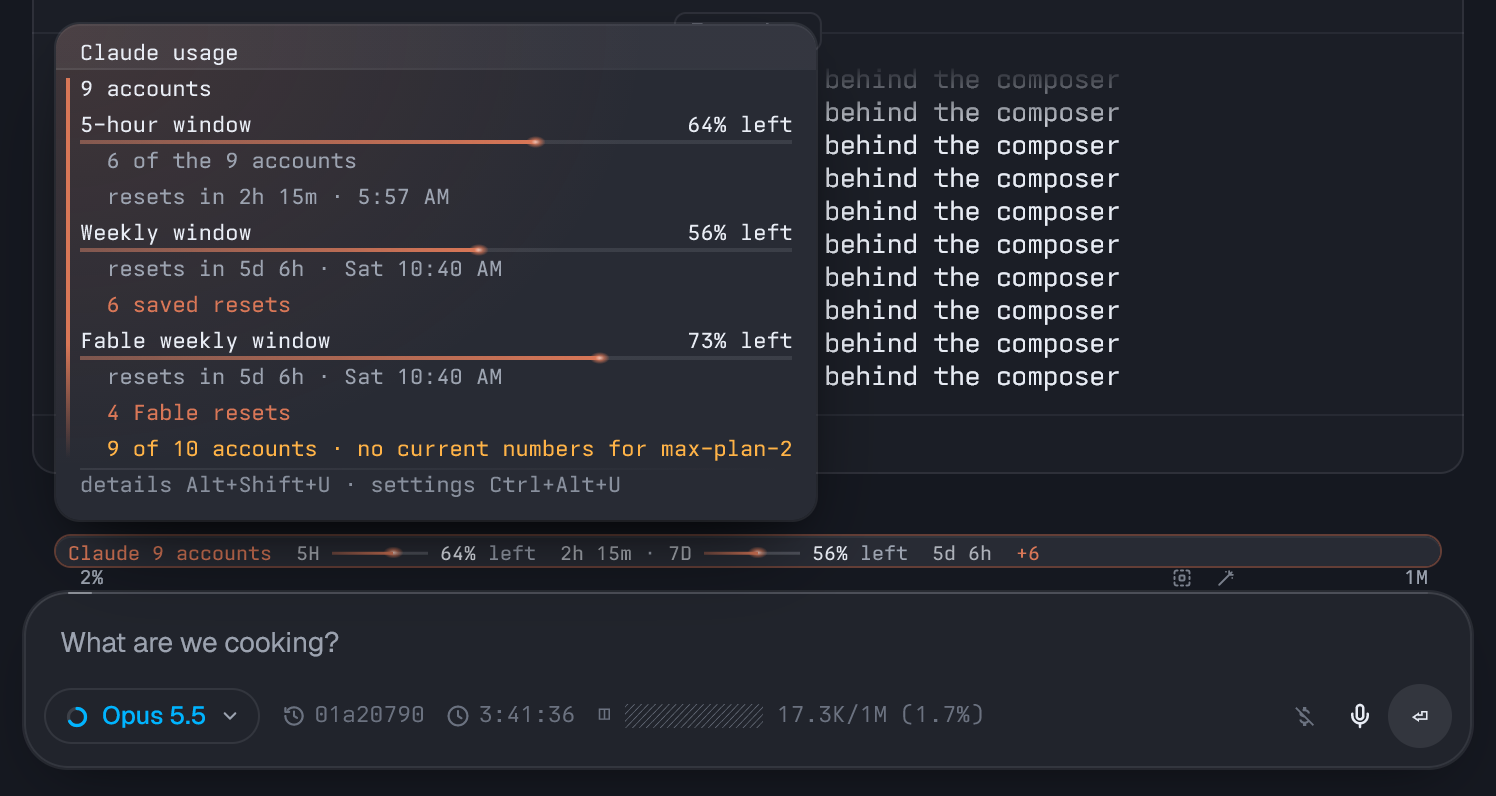 Claude usage
9 accounts
5-hour window 64% left
6 of the 9 accounts
resets in 2h 15m · 5:57 AM
Weekly window 56% left
resets in 5d 6h · Sat 10:40 AM
6 saved resets
Fable weekly window 73% left
resets in 5d 6h · Sat 10:40 AM
4 Fable resets
9 of 10 accounts · no current numbers for max-plan-2
details Alt+Shift+U · settings Ctrl+Alt+U
behind the composer
behind the composer
behind the composer
behind the composer
behind the composer
behind the composer
behind the composer
behind the composer
behind the composer
behind the composer
Claude 9 accounts 5H 64% left 2h 15m · 7D 56% left 5d 6h +6
2% 1M
What are we cooking?
Opus 5.5 01a20790 3:41:36 17.3K/1M (1.7%)